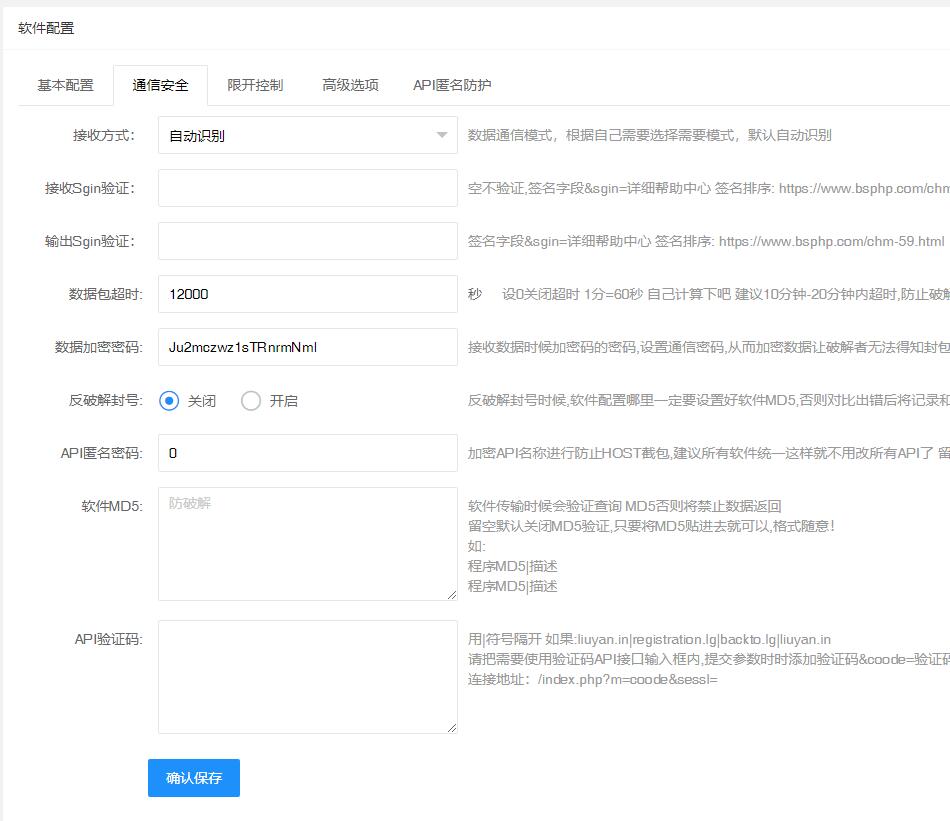 软件配置
基本配置
通信安全
限开控制
高级选项
API匿名防护
接收方式:
自动识别
数据通信模式，根据自己需要选择需要模式，默认自动识别
接收Sgin验证:
空不验证,签名字段&sgin=详细帮助中心 签名排序: https://www.bsphp.com/chm
输出Sgin验证:
签名字段&sgin=详细帮助中心 签名排序: https://www.bsphp.com/chm-59.html
数据包超时:
12000
秒 设0关闭超时 1分=60秒 自己计算下吧 建议10分钟-20分钟内超时,防止破解
数据加密密码:
Ju2mczwz1sTRnrmNml
接收数据时候加密码的密码,设置通信密码,从而加密数据让破解者无法得知封包
反破解封号:
关闭
开启
反破解封号时候,软件配置哪里一定要设置好软件MD5,否则对比出错后将记录和
API匿名密码:
0
加密API名称进行防止HOST截包,建议所有软件统一这样就不用改所有API了 留
软件MD5:
防破解
软件传输时候会验证查询 MD5否则将禁止数据返回
留空默认关闭MD5验证,只要将MD5贴进去就可以,格式随意！
如:
程序MD5|描述
程序MD5|描述
API验证码:
用|符号隔开 如果:liuyan.in|registration.lg|backto.lg|liuyan.in
请把需要使用验证码API接口输入框内,提交参数时时添加验证码&coode=验证码
连接地址：/index.php?m=coode&sessl=
确认保存